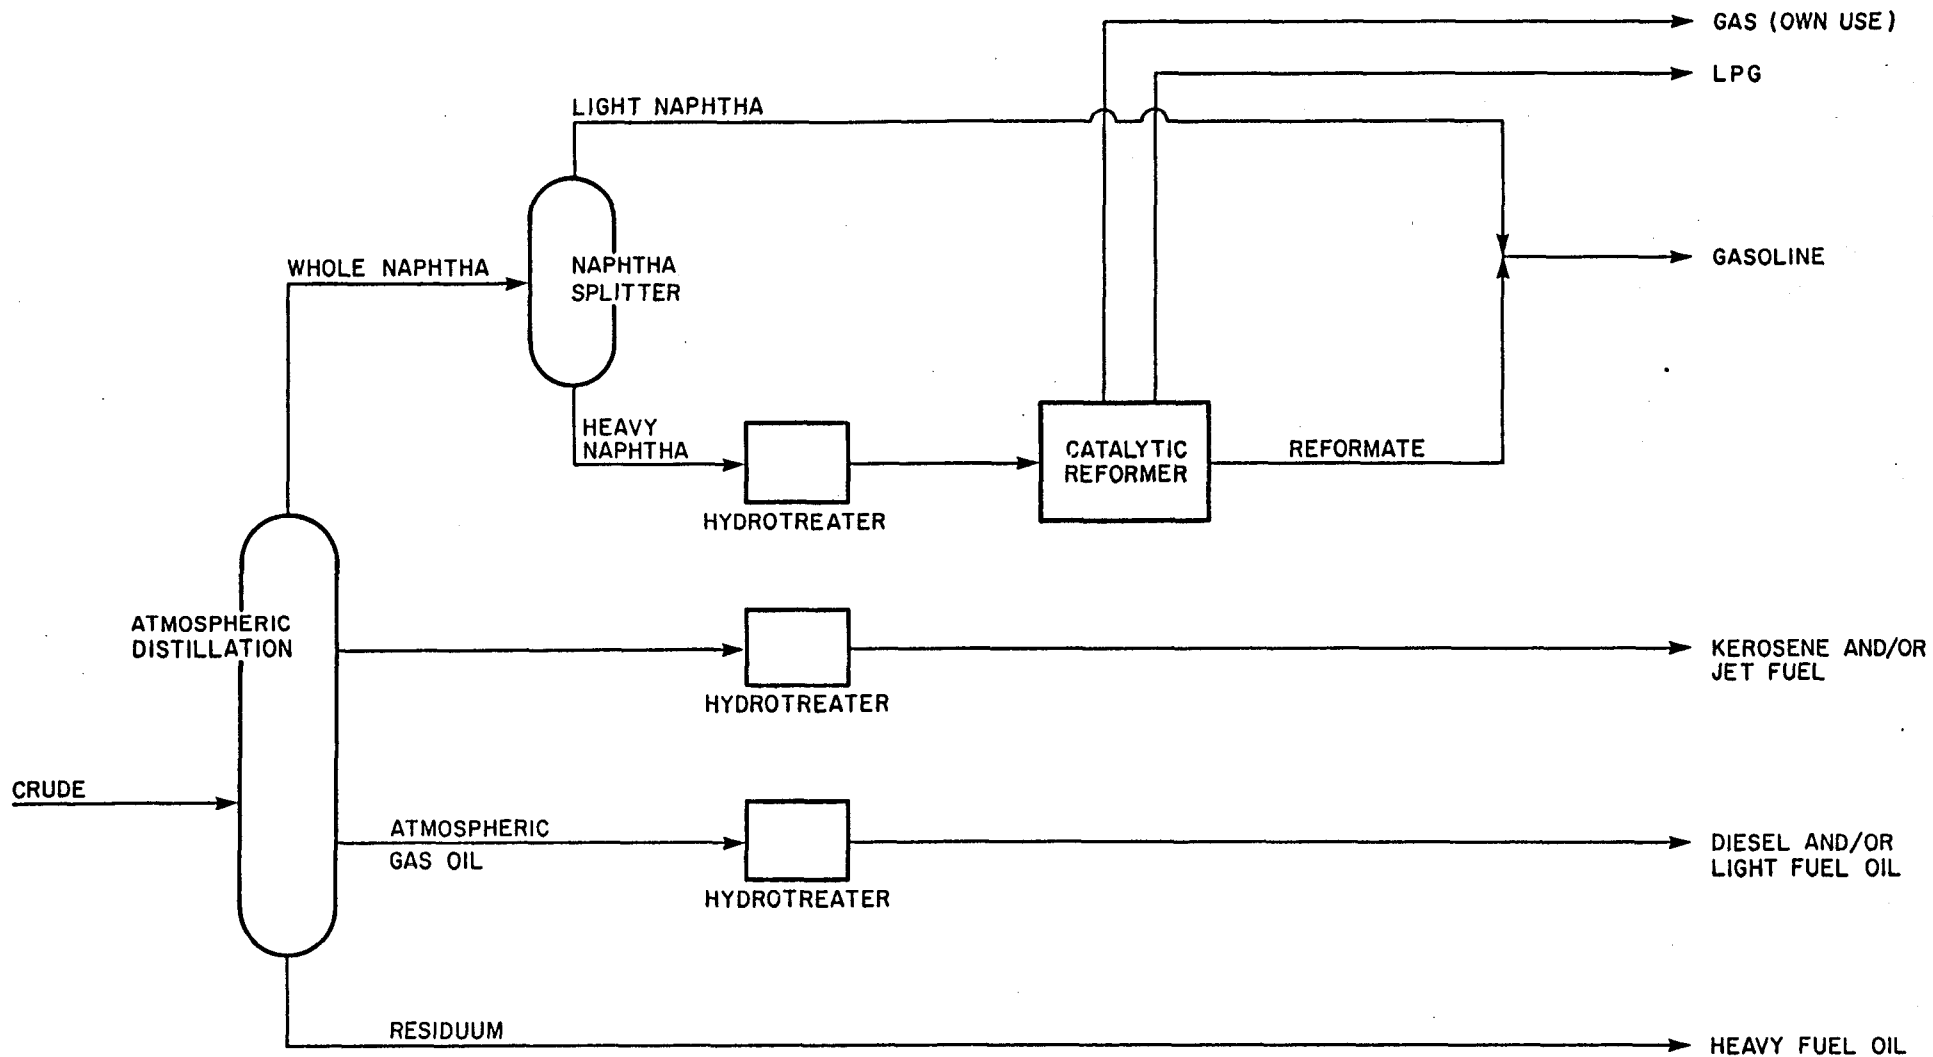 GAS (OWN USE)
LPG
LIGHT NAPHTHA
WHOLE NAPHTHA
NAPHTHA
SPLITTER
GASOLINE
HEAVY
NAPHTHA
HYDROTREATER
CATALYTIC
REFORMER
REFORMATE
ATMOSPHERIC
DISTILLATION
HYDROTREATER
KEROSENE AND/OR
JET FUEL
CRUDE
ATMOSPHERIC
GAS OIL
HYDROTREATER
DIESEL AND/OR
LIGHT FUEL OIL
RESIDUUM
HEAVY FUEL OIL